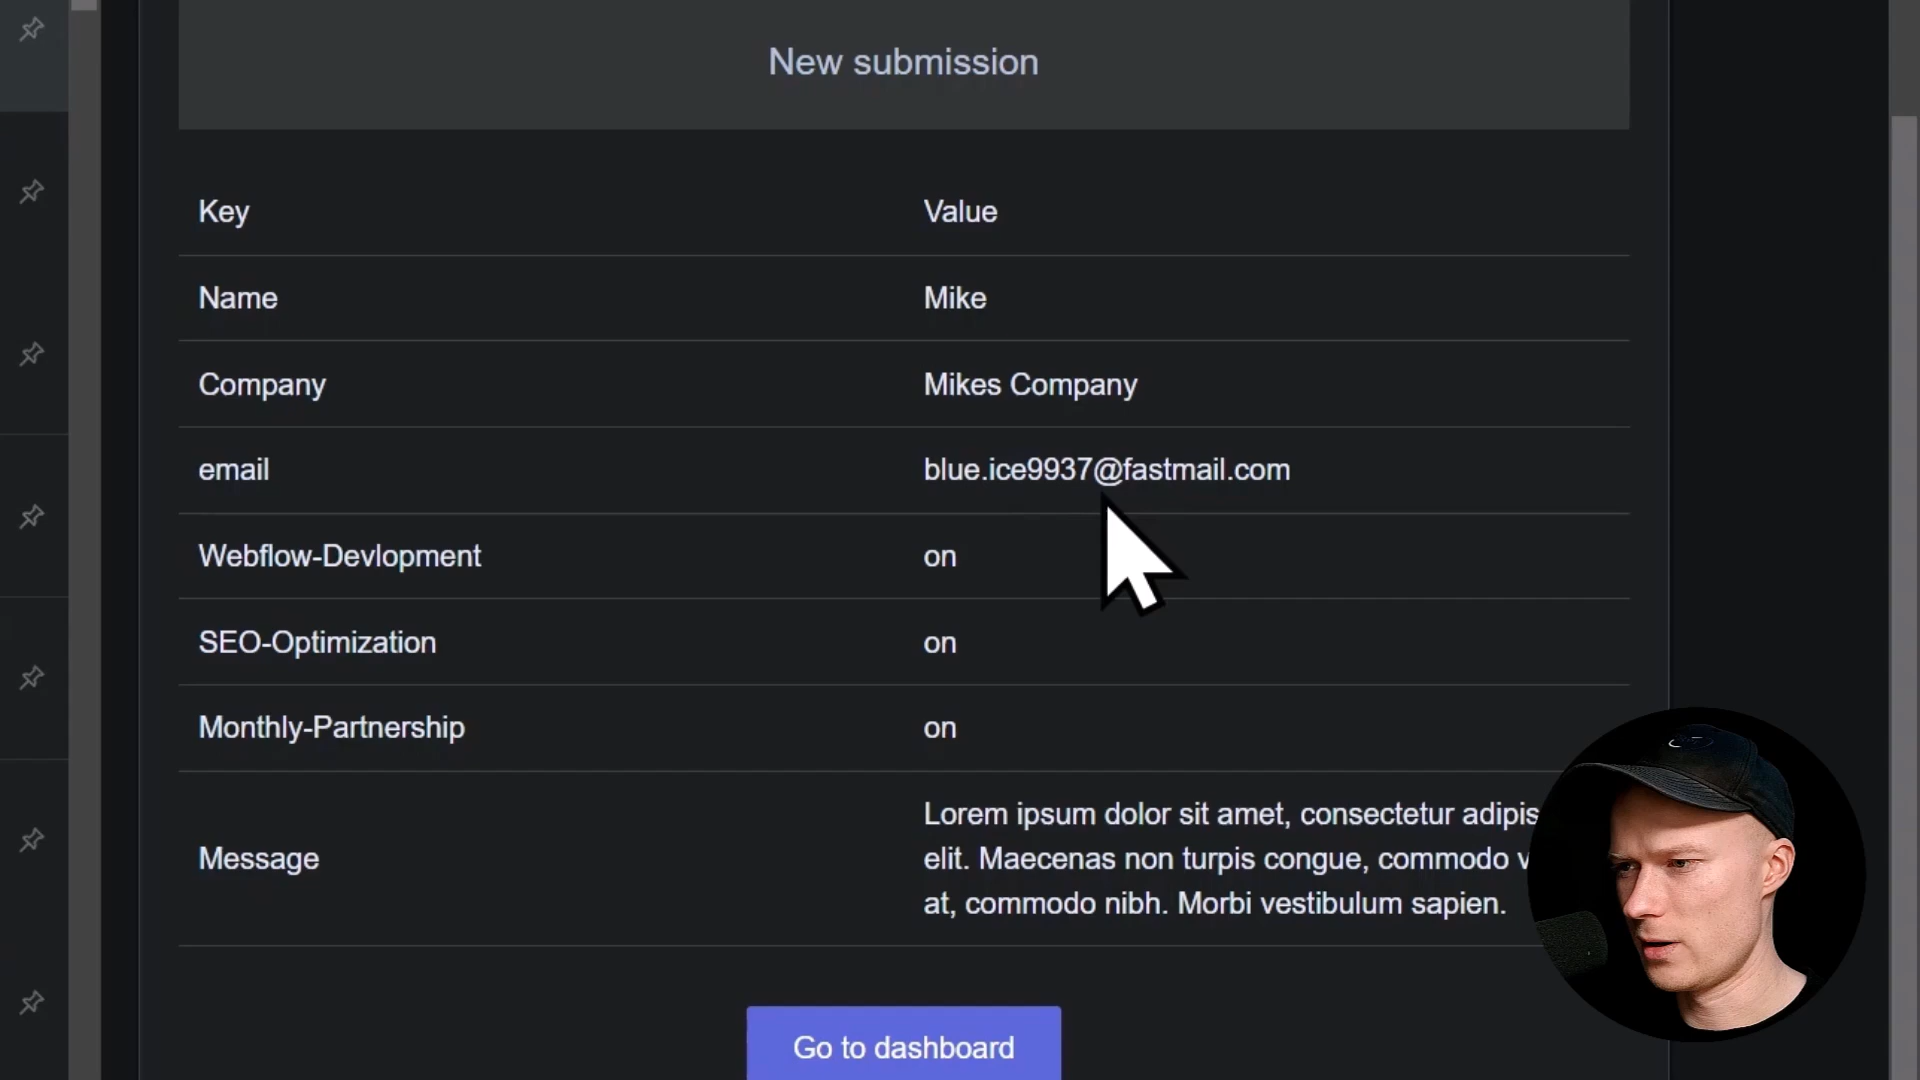 New submission
Key Value
Name Mike
Company Mikes Company
email blue.ice9937@fastmail.com
Webflow-Devlopment on
SEO-Optimization on
Monthly-Partnership on
Message
Lorem ipsum dolor sit amet, consectetur adipis
elit. Maecenas non turpis congue, commodo v
at, commodo nibh. Morbi vestibulum sapien.
Go to dashboard